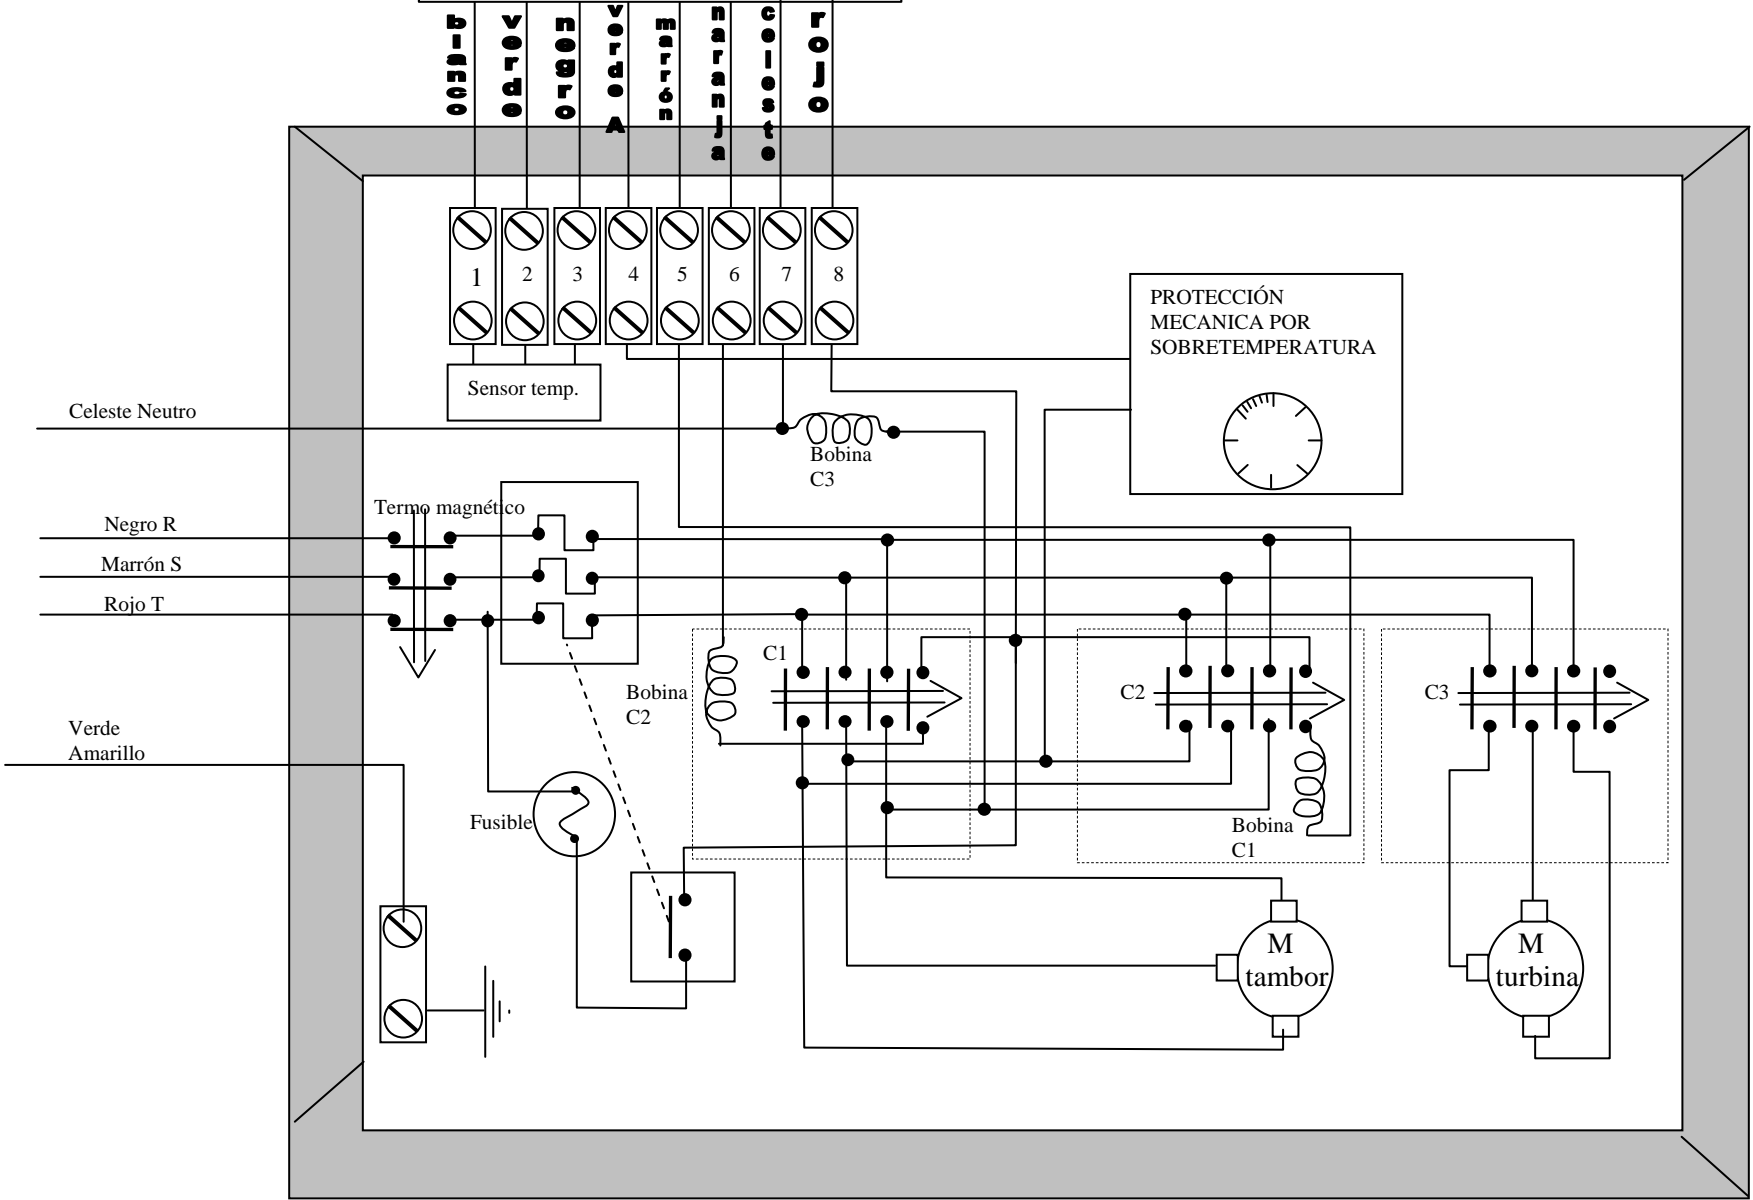 blanco
verde
negro
verde A
marrón
naranja
celeste
rojo
1 2 3 4 5 6 7 8
PROTECCIÓN
MECANICA POR
SOBRETEMPERATURA
Sensor temp.
Celeste Neutro
Bobina
C3
Termo magnético
Negro R
Marrón S
Rojo T
C1
Bobina
C2
C2
C3
Verde
Amarillo
Fusible
Bobina
C1
M
tambor
M
turbina